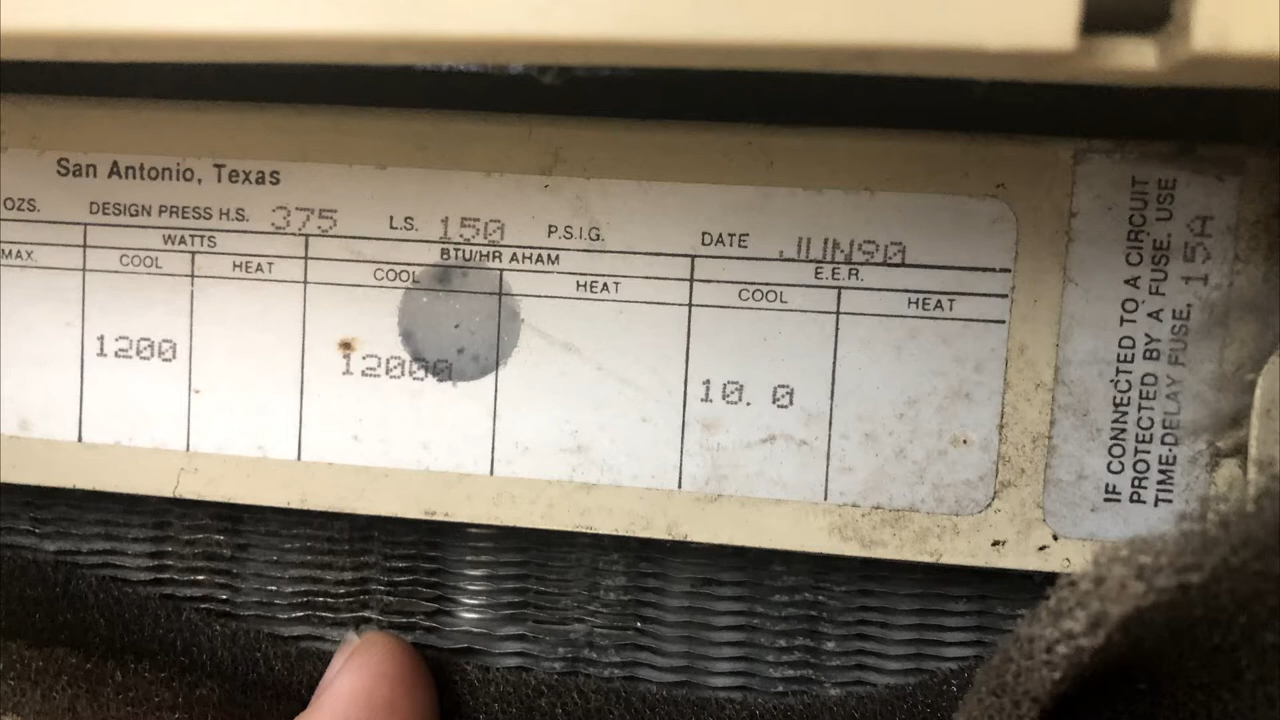 San Antonio, Texas
OZS. DESIGN PRESS H.S. 375 L.S. 150 P.S.I.G. DATE JUN90
WATTS BTU/HR AHAM E.E.R.
MAX. COOL HEAT COOL HEAT COOL HEAT
1200 12000 10.0
IF CONNECTED TO A CIRCUIT
PROTECTED BY A FUSE. USE
TIME-DELAY FUSE. 15A